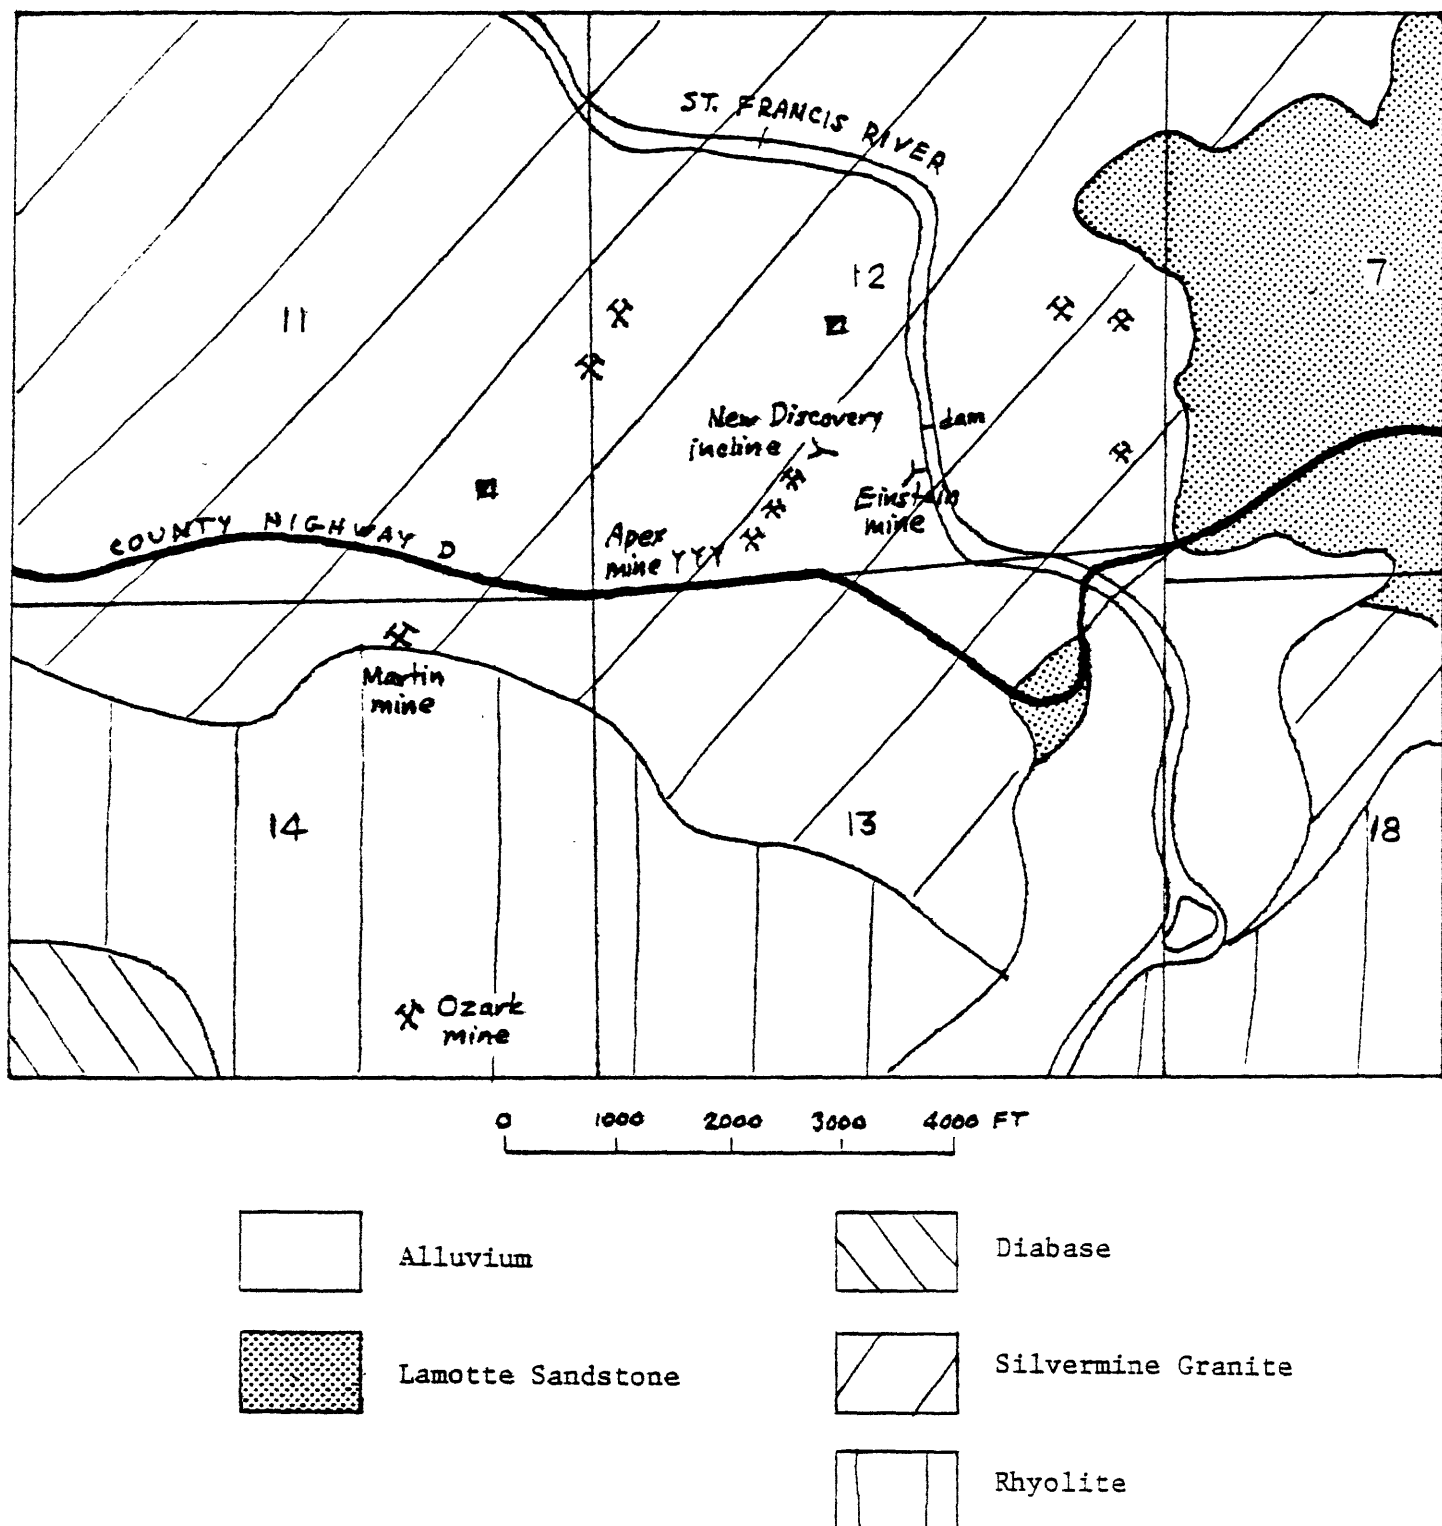 ST. FRANCIS RIVER
12
7
11
New Discovery
incline
dam
Einstein
mine
COUNTY HIGHWAY D
Apex
mine
Martin
mine
14
13
18
Ozark
mine
0 1000 2000 3000 4000 FT
Alluvium
Diabase
Lamotte Sandstone
Silvermine Granite
Rhyolite